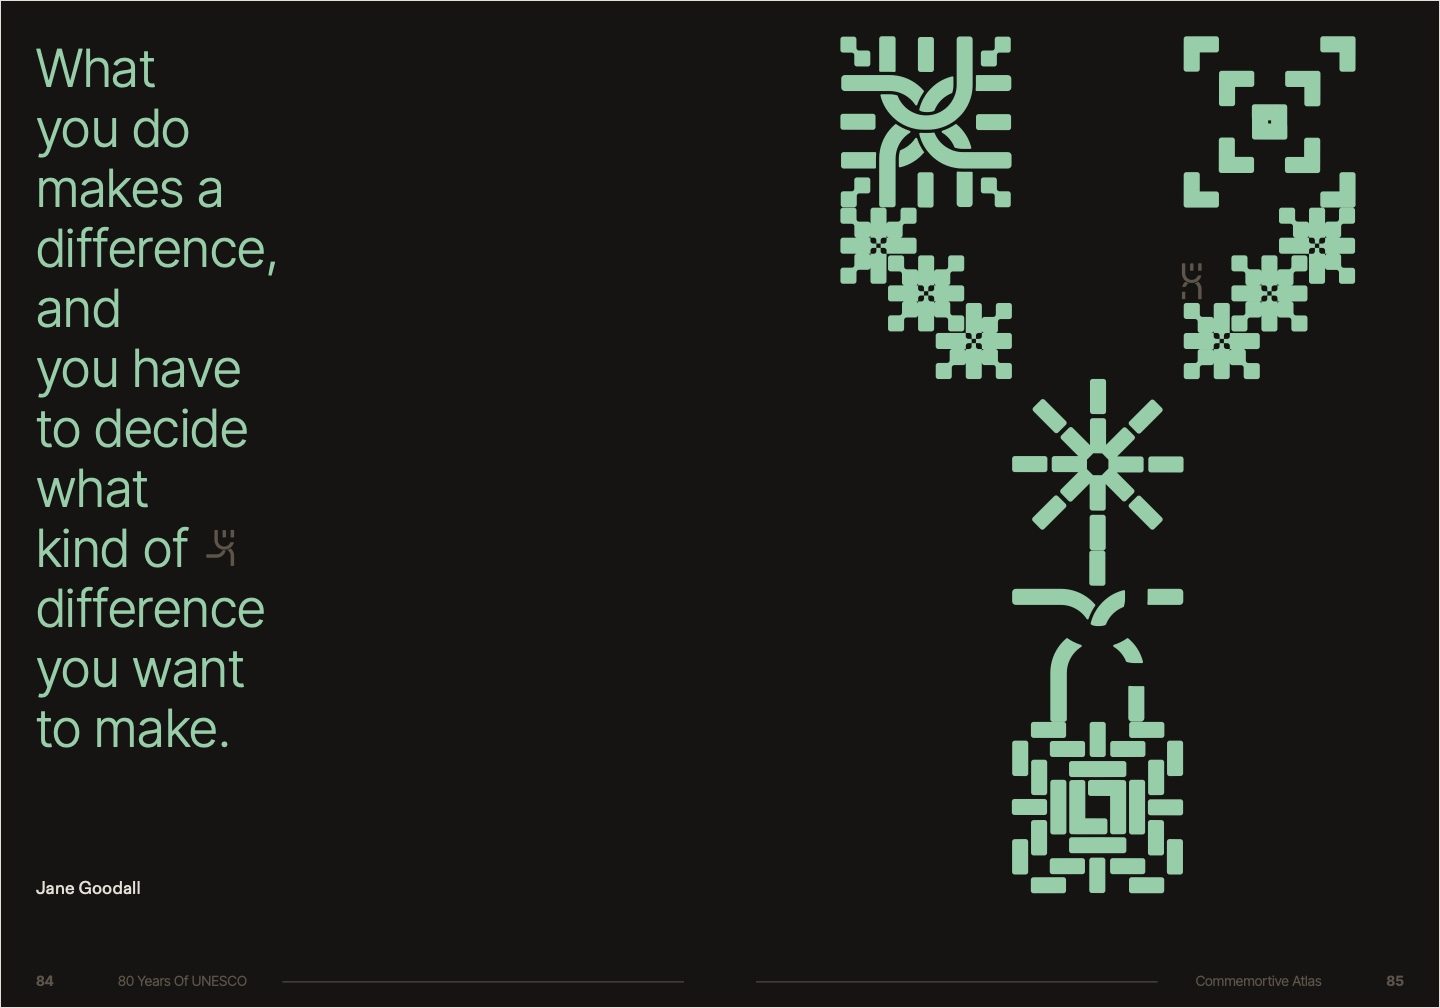 What
you do
makes a
difference,
and
you have
to decide
what
kind of
difference
you want
to make.
Jane Goodall
84 80 Years Of UNESCO
Commemortive Atlas 85